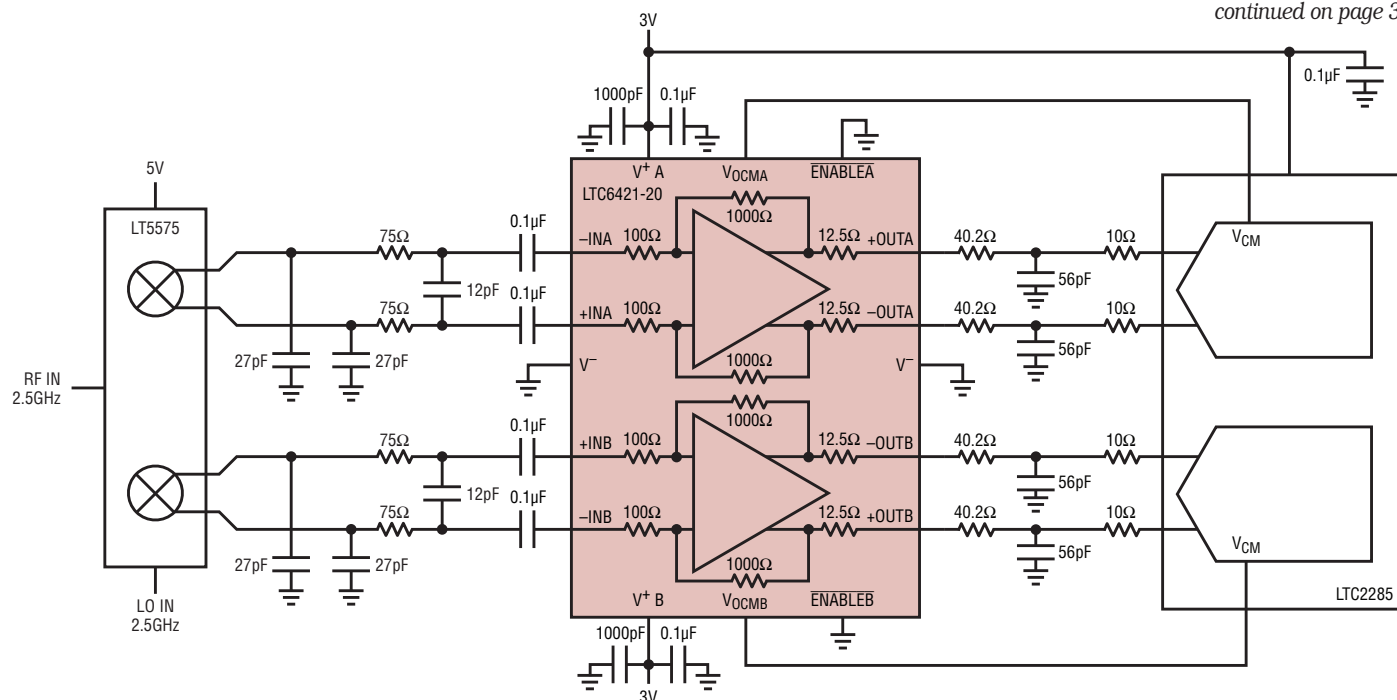 continued on page 3
3V
0.1µF
1000pF 0.1µF
5V
LT5575
V+ A
VOCMA
ENABLEA
LTC6421-20
1000Ω
75Ω
0.1µF
–INA 100Ω
12.5Ω +OUTA
40.2Ω
10Ω
VCM
12pF
56pF
75Ω
0.1µF
+INA 100Ω
12.5Ω –OUTA
40.2Ω
10Ω
27pF
27pF
V–
1000Ω
V–
56pF
RF IN
2.5GHz
75Ω
0.1µF
+INB 100Ω
1000Ω
12.5Ω –OUTB
40.2Ω
10Ω
12pF
56pF
75Ω
0.1µF
–INB 100Ω
12.5Ω +OUTB
40.2Ω
10Ω
VCM
27pF
27pF
1000Ω
56pF
LO IN
2.5GHz
V+ B
VOCMB
ENABLEB
LTC2285
1000pF 0.1µF
3V